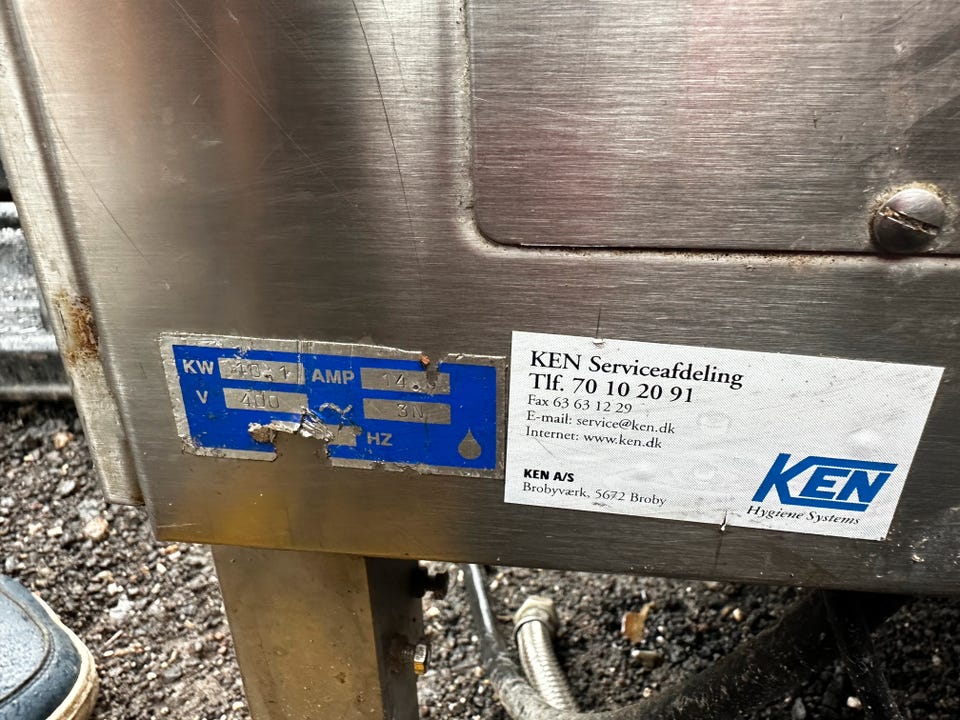 KW AMP
V 400 3N
HZ
KEN Serviceafdeling
Tlf. 70 10 20 91
Fax 63 63 12 29
E-mail: service@ken.dk
Internet: www.ken.dk
KEN A/S
Brobyværk, 5672 Broby
KEN
Hygiene Systems